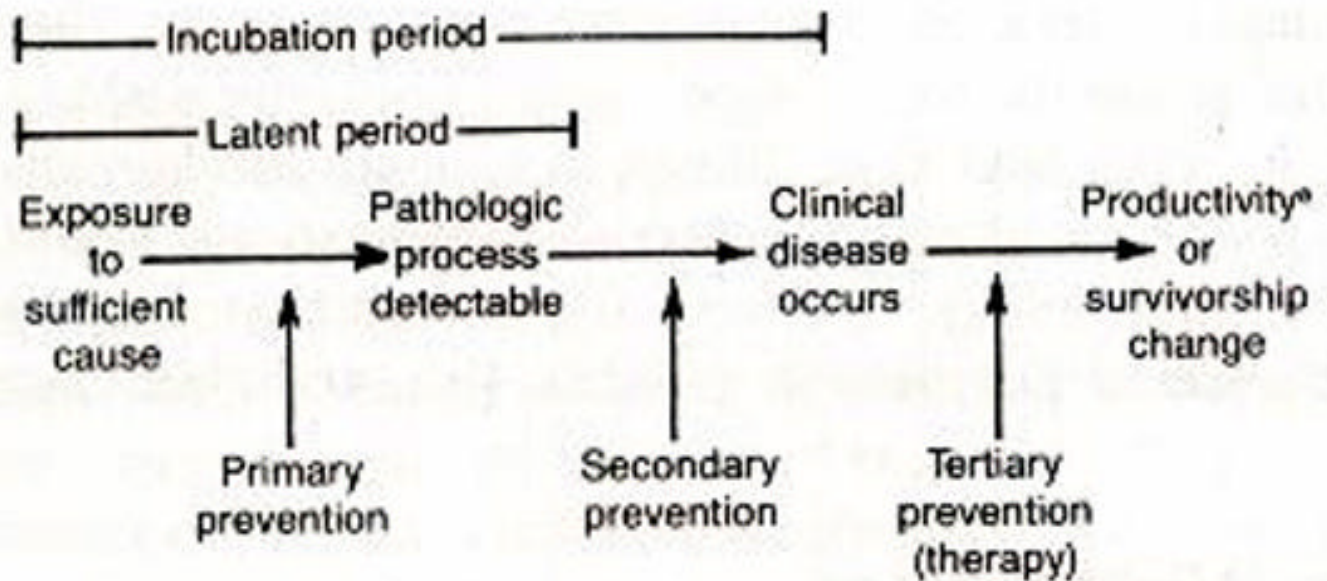 Incubation period
Latent period
Exposure
to
sufficient
cause
Pathologic
process
detectable
Clinical
disease
occurs
Productivityᵃ
or
survivorship
change
Primary
prevention
Secondary
prevention
Tertiary
prevention
(therapy)